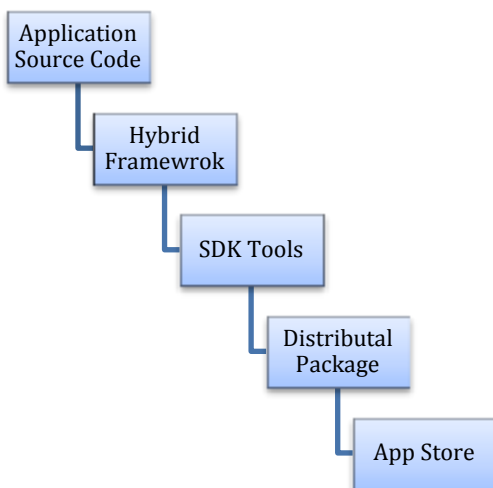 Application
Source Code
Hybrid
Framewrok
SDK Tools
Distributal
Package
App Store